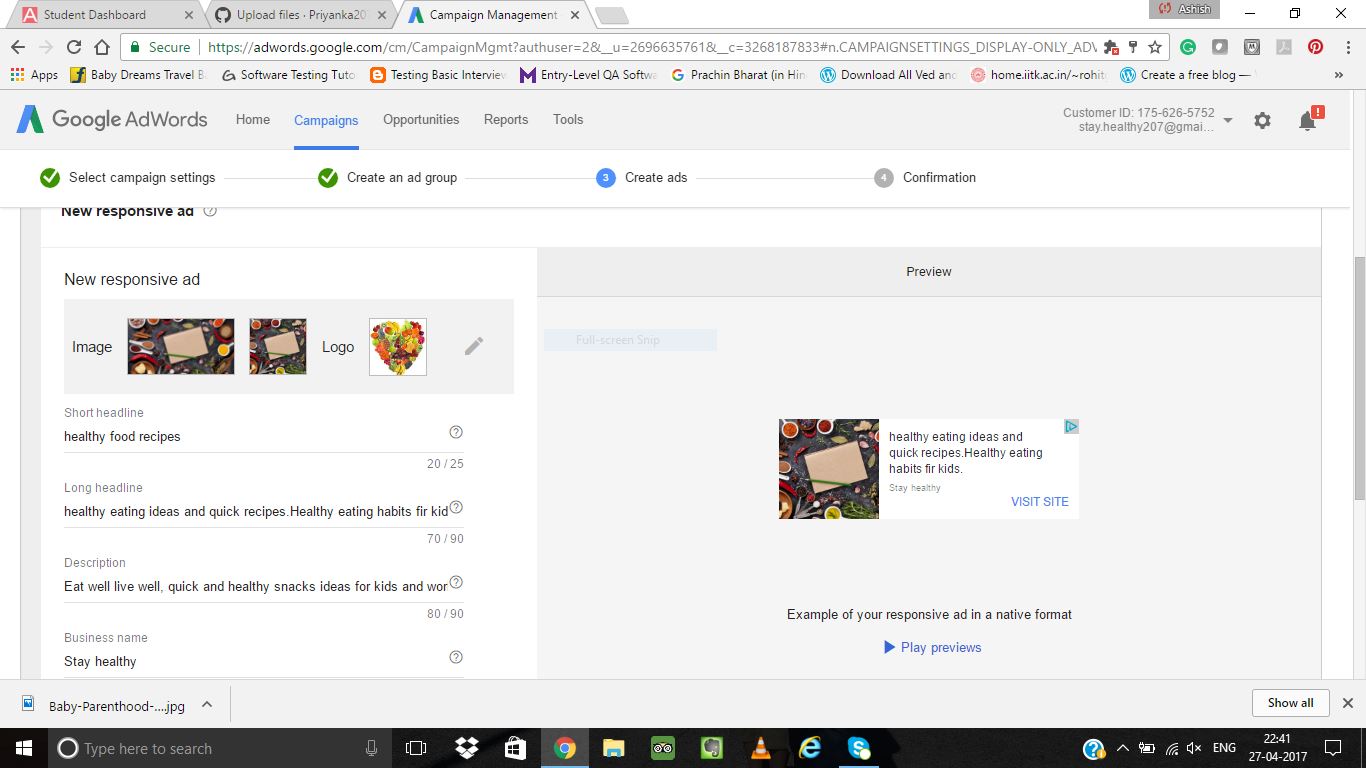 Student Dashboard
Upload files · Priyanka20
Campaign Management
Ashish
Secure
https://adwords.google.com/cm/CampaignMgmt?authuser=2&__u=2696635761&__c=3268187833#n.CAMPAIGNSETTINGS_DISPLAY-ONLY_ADV
Apps
Baby Dreams Travel B
Software Testing Tuto
Testing Basic Interview
Entry-Level QA Softwa
Prachin Bharat (in Hin
Download All Ved and
home.iitk.ac.in/~rohit
Create a free blog —
»
Google AdWords
Home
Campaigns
Opportunities
Reports
Tools
Customer ID: 175-626-5752
stay.healthy207@gmai...
!
Select campaign settings
Create an ad group
3
Create ads
4
Confirmation
New responsive ad
New responsive ad
Preview
Image
Logo
Full-screen Snip
Short headline
healthy food recipes
20 / 25
Long headline
healthy eating ideas and quick recipes.Healthy eating habits fir kid
70 / 90
Description
Eat well live well, quick and healthy snacks ideas for kids and wor
80 / 90
Business name
Stay healthy
healthy eating ideas and
quick recipes.Healthy eating
habits fir kids.
Stay healthy
VISIT SITE
Example of your responsive ad in a native format
Play previews
Baby-Parenthood-....jpg
Show all
Type here to search
ENG
22:41
27-04-2017